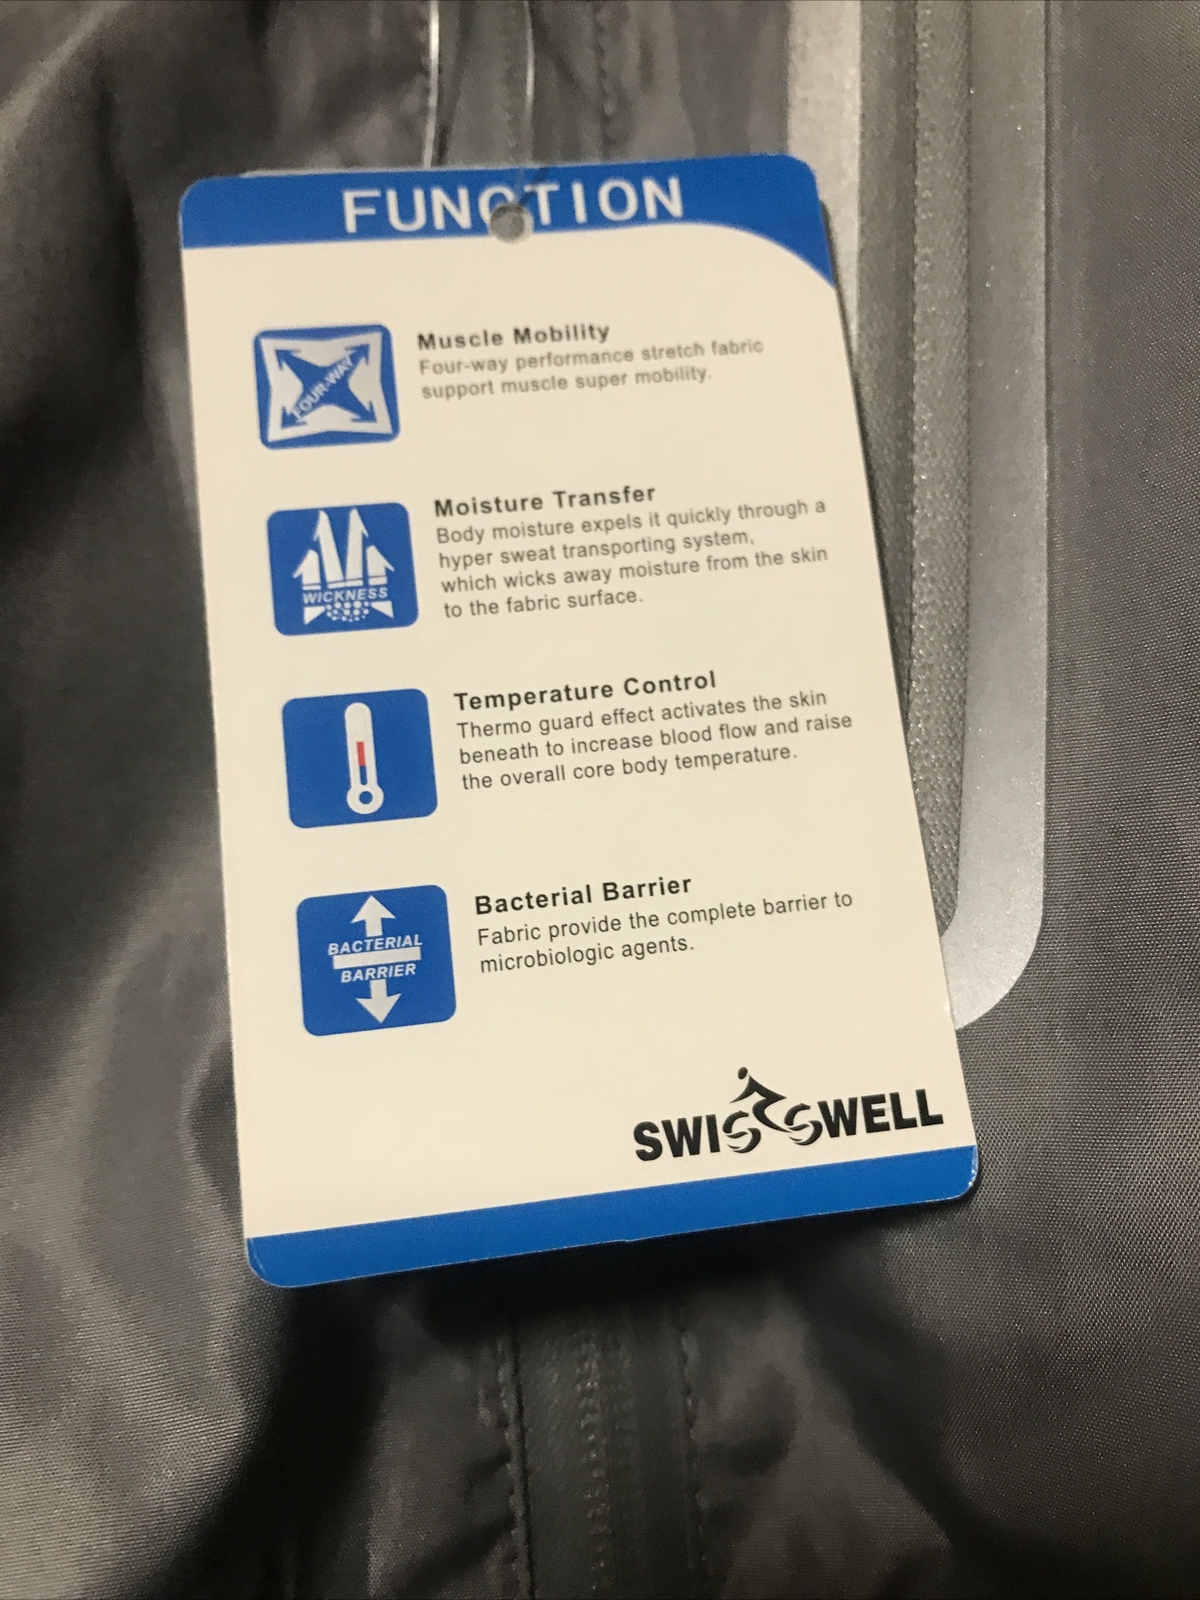 FUNCTION
Muscle Mobility
Four-way performance stretch fabric
support muscle super mobility.
FOUR-WAY
Moisture Transfer
Body moisture expels it quickly through a
hyper sweat transporting system,
which wicks away moisture from the skin
to the fabric surface.
WICKNESS
Temperature Control
Thermo guard effect activates the skin
beneath to increase blood flow and raise
the overall core body temperature.
Bacterial Barrier
Fabric provide the complete barrier to
microbiologic agents.
BACTERIAL
BARRIER
SWISSWELL